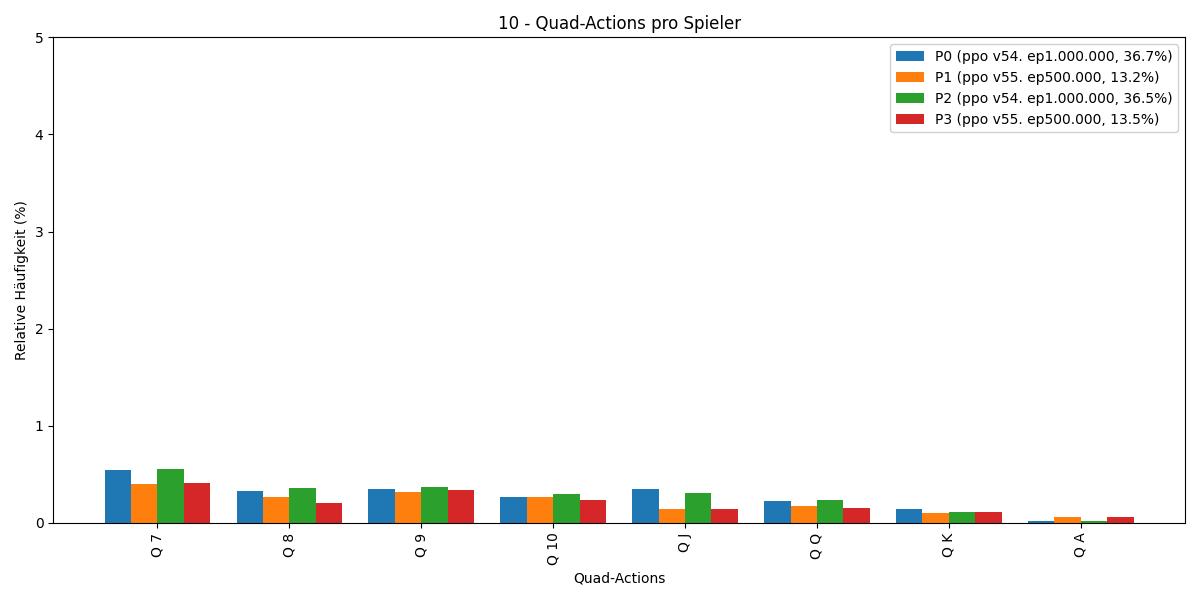 10 - Quad-Actions pro Spieler
P0 (ppo v54. ep1.000.000, 36.7%)
P1 (ppo v55. ep500.000, 13.2%)
P2 (ppo v54. ep1.000.000, 36.5%)
P3 (ppo v55. ep500.000, 13.5%)
Relative Häufigkeit (%)
5
4
3
2
1
0
Q 7
Q 8
Q 9
Q 10
Q J
Q Q
Q K
Q A
Quad-Actions